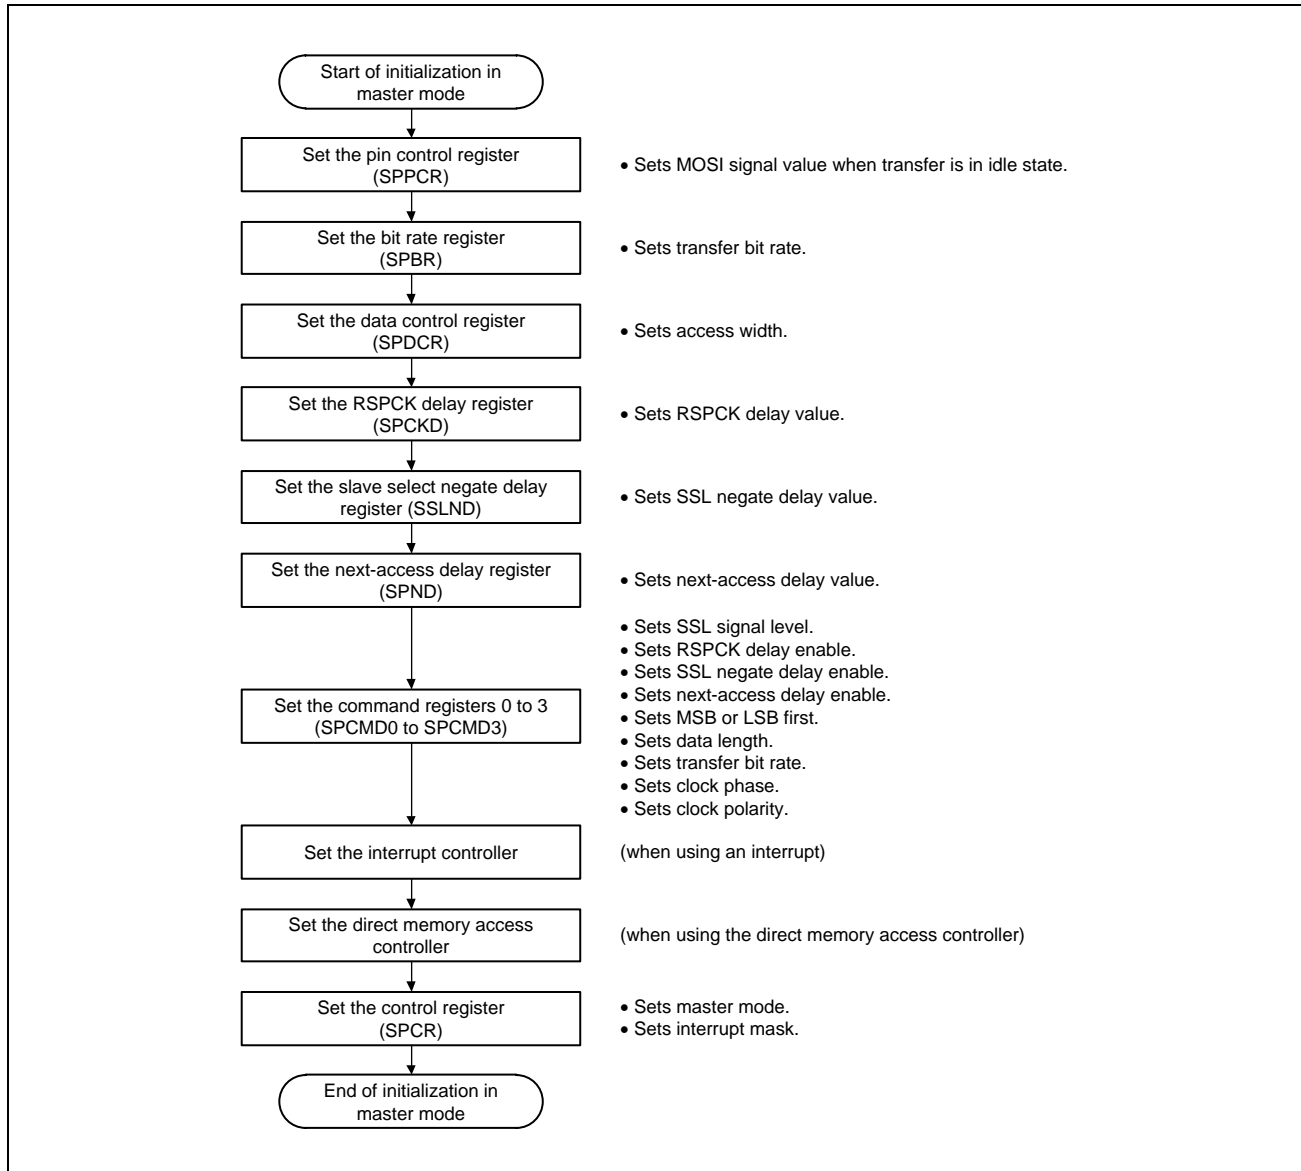 Start of initialization in
master mode
Set the pin control register
(SPPCR)
• Sets MOSI signal value when transfer is in idle state.
Set the bit rate register
(SPBR)
• Sets transfer bit rate.
Set the data control register
(SPDCR)
• Sets access width.
Set the RSPCK delay register
(SPCKD)
• Sets RSPCK delay value.
Set the slave select negate delay
register (SSLND)
• Sets SSL negate delay value.
Set the next-access delay register
(SPND)
• Sets next-access delay value.
Set the command registers 0 to 3
(SPCMD0 to SPCMD3)
• Sets SSL signal level.
• Sets RSPCK delay enable.
• Sets SSL negate delay enable.
• Sets next-access delay enable.
• Sets MSB or LSB first.
• Sets data length.
• Sets transfer bit rate.
• Sets clock phase.
• Sets clock polarity.
Set the interrupt controller
(when using an interrupt)
Set the direct memory access
controller
(when using the direct memory access controller)
Set the control register
(SPCR)
• Sets master mode.
• Sets interrupt mask.
End of initialization in
master mode